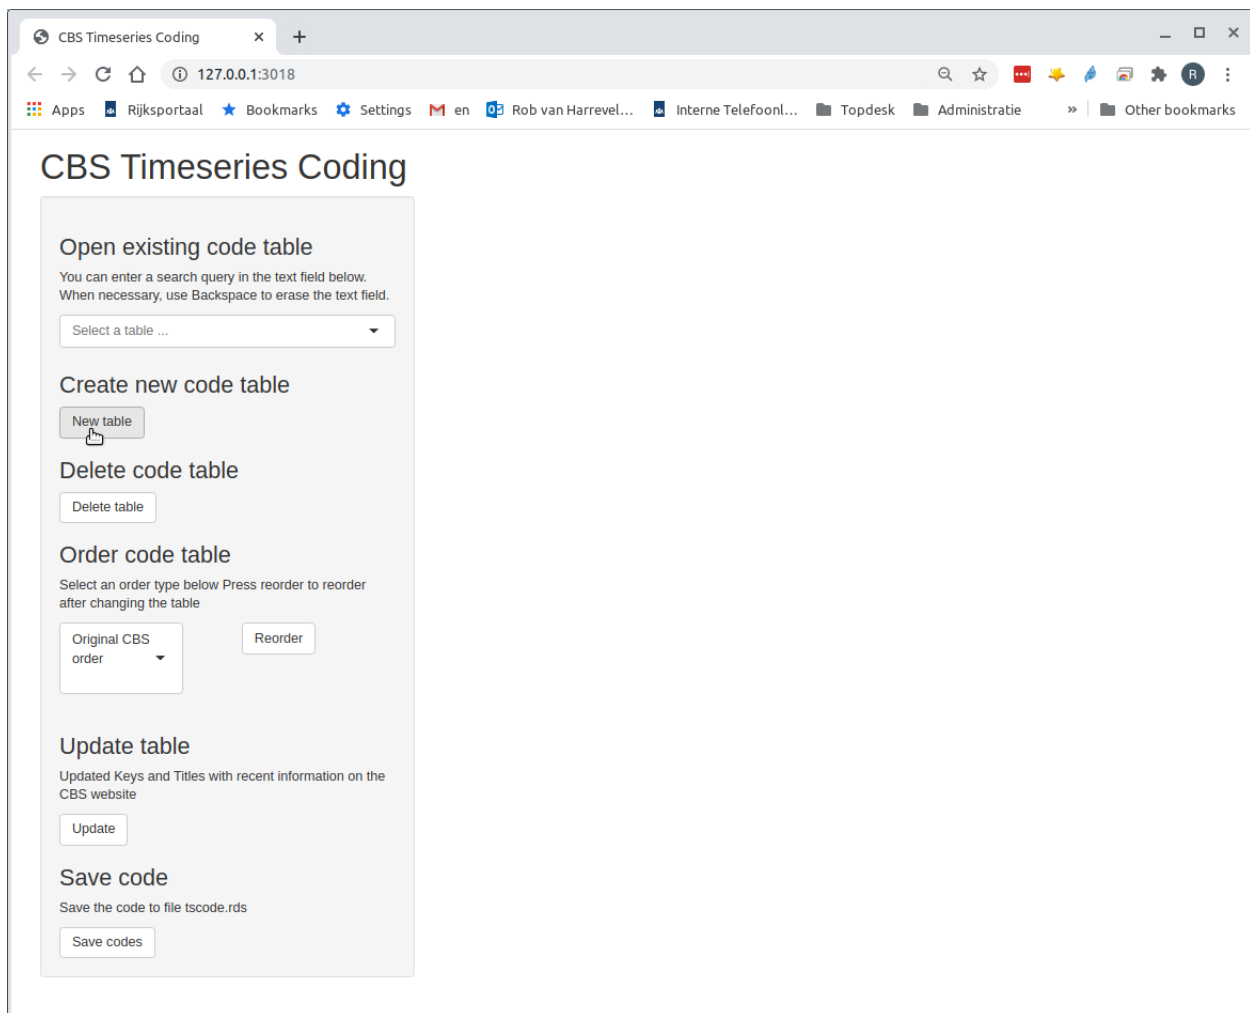 CBS Timeseries Coding
127.0.0.1:3018
R
Apps Rijksportaal Bookmarks Settings en Rob van Harrevel... Interne Telefoonl... Topdesk Administratie » Other bookmarks
CBS Timeseries Coding
Open existing code table
You can enter a search query in the text field below.
When necessary, use Backspace to erase the text field.
Select a table ...
Create new code table
New table
Delete code table
Delete table
Order code table
Select an order type below Press reorder to reorder
after changing the table
Original CBS
order
Reorder
Update table
Updated Keys and Titles with recent information on the
CBS website
Update
Save code
Save the code to file tscode.rds
Save codes